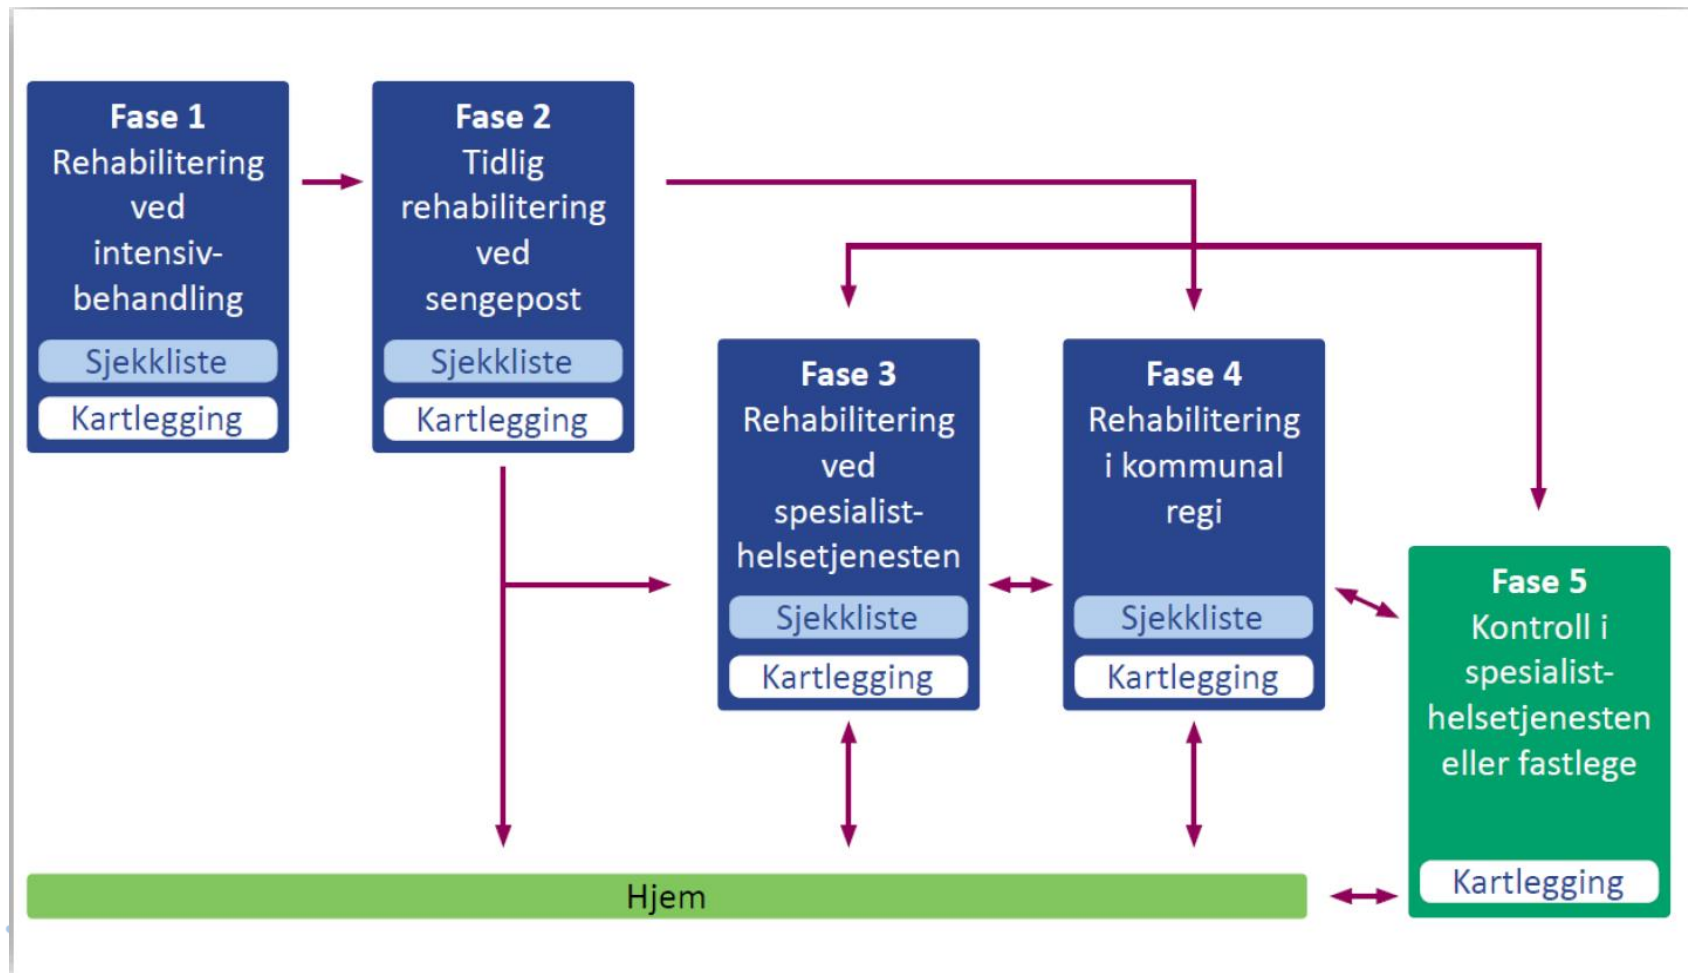 Fase 1
Rehabilitering
ved
intensiv-
behandling
Sjekkliste
Kartlegging
Fase 2
Tidlig
rehabilitering
ved
sengepost
Sjekkliste
Kartlegging
Fase 3
Rehabilitering
ved
spesialist-
helsetjenesten
Sjekkliste
Kartlegging
Fase 4
Rehabilitering
i kommunal
regi
Sjekkliste
Kartlegging
Fase 5
Kontroll i
spesialist-
helsetjenesten
eller fastlege
Kartlegging
Hjem